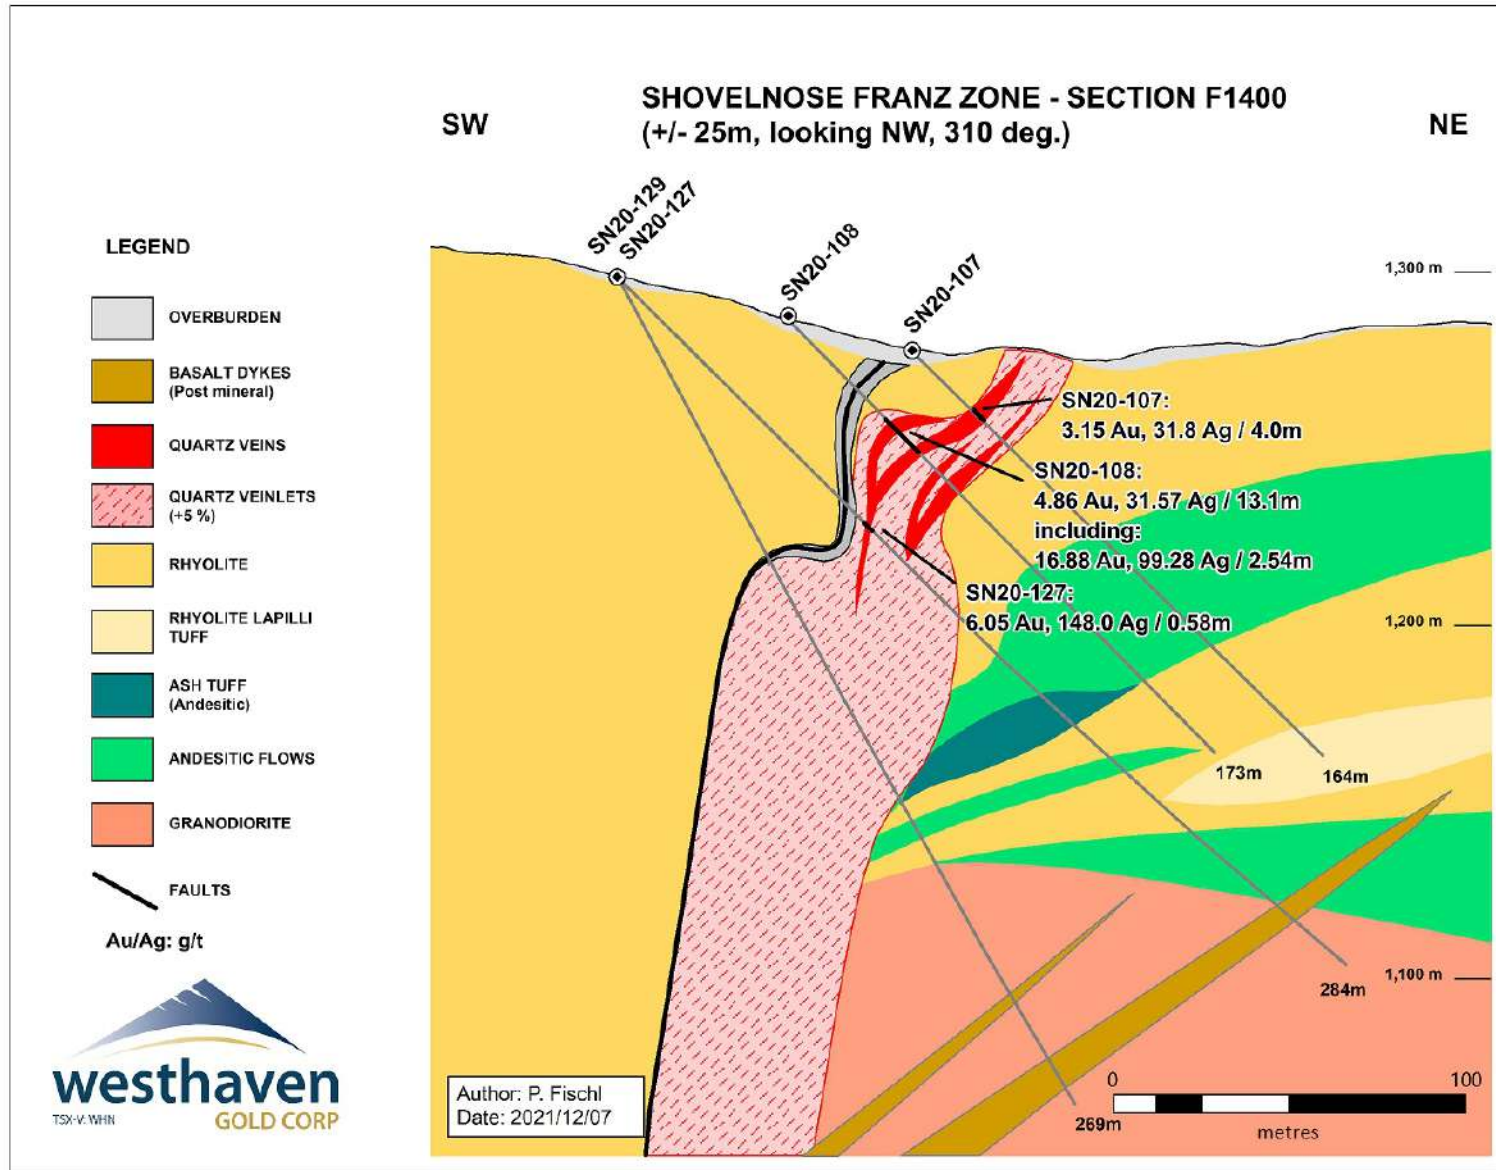 SHOVELNOSE FRANZ ZONE - SECTION F1400
(+/- 25m, looking NW, 310 deg.)
SW
NE
SN20-129
SN20-127
SN20-108
SN20-107
1,300 m
1,200 m
1,100 m
LEGEND
OVERBURDEN
BASALT DYKES
(Post mineral)
QUARTZ VEINS
QUARTZ VEINLETS
(+5 %)
RHYOLITE
RHYOLITE LAPILLI
TUFF
ASH TUFF
(Andesitic)
ANDESITIC FLOWS
GRANODIORITE
FAULTS
Au/Ag: g/t
SN20-107:
3.15 Au, 31.8 Ag / 4.0m
SN20-108:
4.86 Au, 31.57 Ag / 13.1m
including:
16.88 Au, 99.28 Ag / 2.54m
SN20-127:
6.05 Au, 148.0 Ag / 0.58m
173m
164m
284m
269m
westhaven
TSX-V: WHN
GOLD CORP
Author: P. Fischl
Date: 2021/12/07
0
100
metres